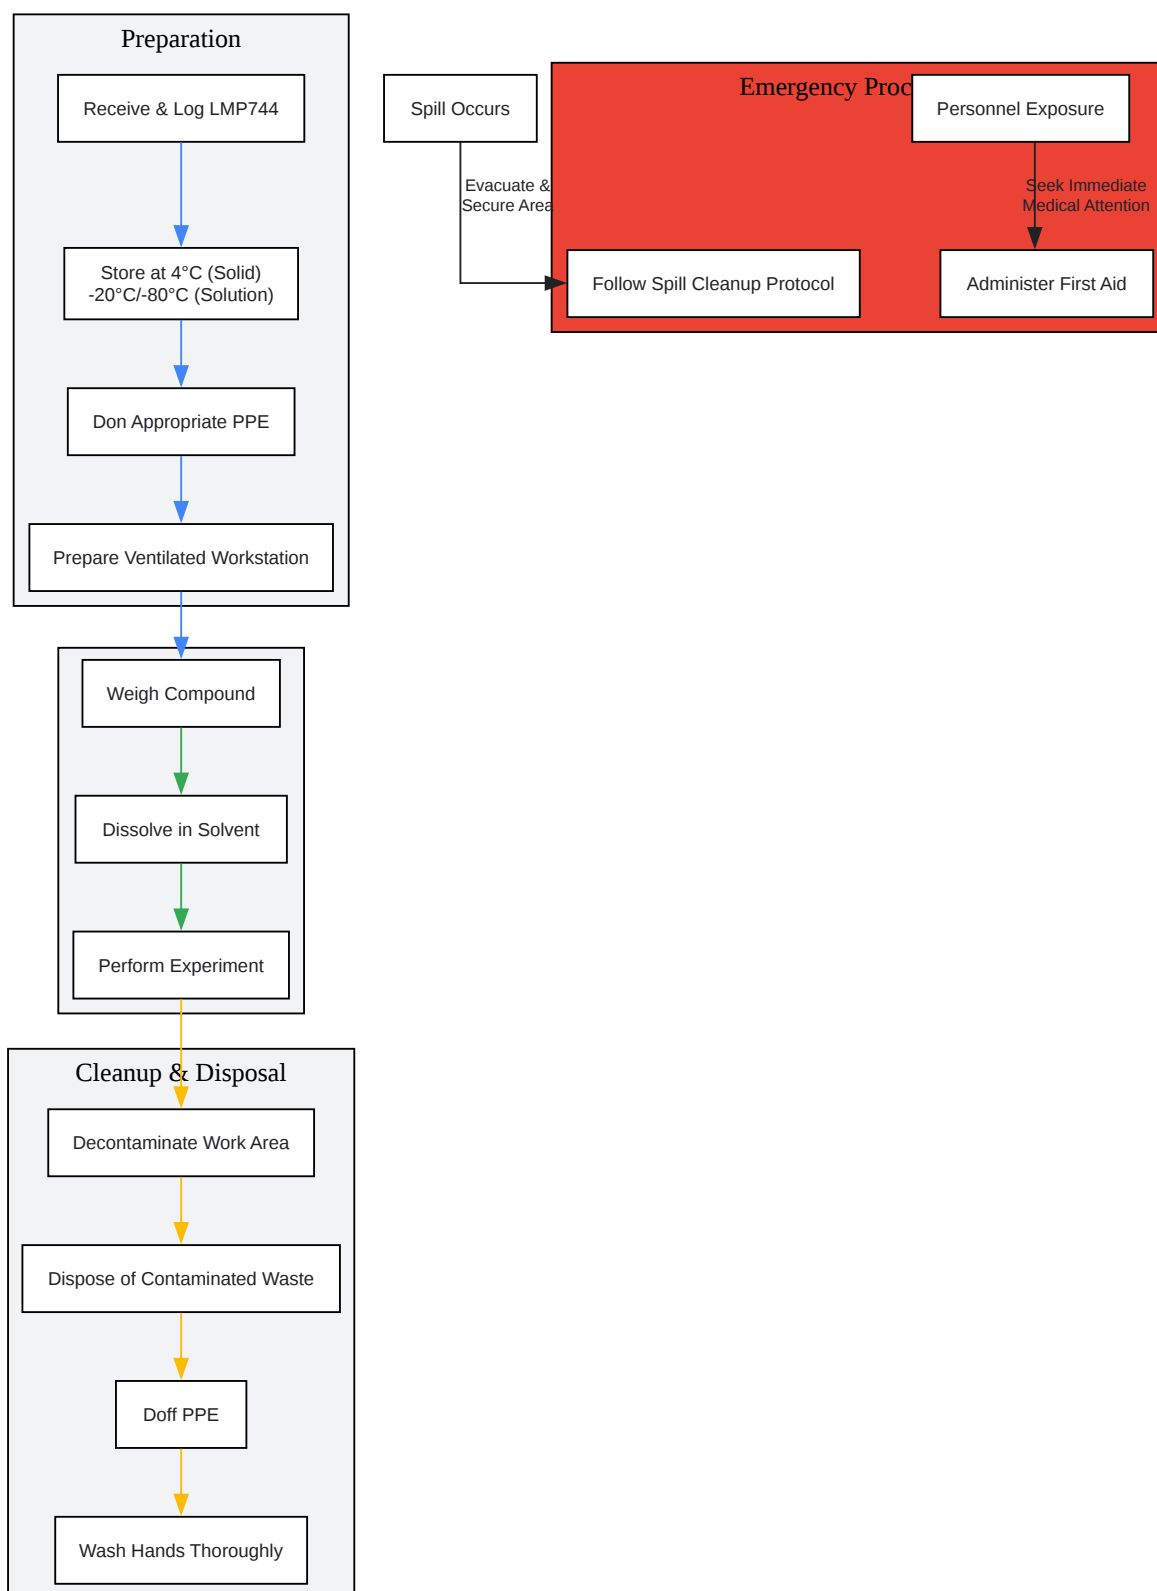 Preparation
Receive & Log LMP744
Store at 4°C (Solid)
-20°C/-80°C (Solution)
Don Appropriate PPE
Prepare Ventilated Workstation
Weigh Compound
Dissolve in Solvent
Perform Experiment
Cleanup & Disposal
Decontaminate Work Area
Dispose of Contaminated Waste
Doff PPE
Wash Hands Thoroughly
Spill Occurs
Evacuate &
Secure Area
Follow Spill Cleanup Protocol
Emergency Proc
Personnel Exposure
Seek Immediate
Medical Attention
Administer First Aid